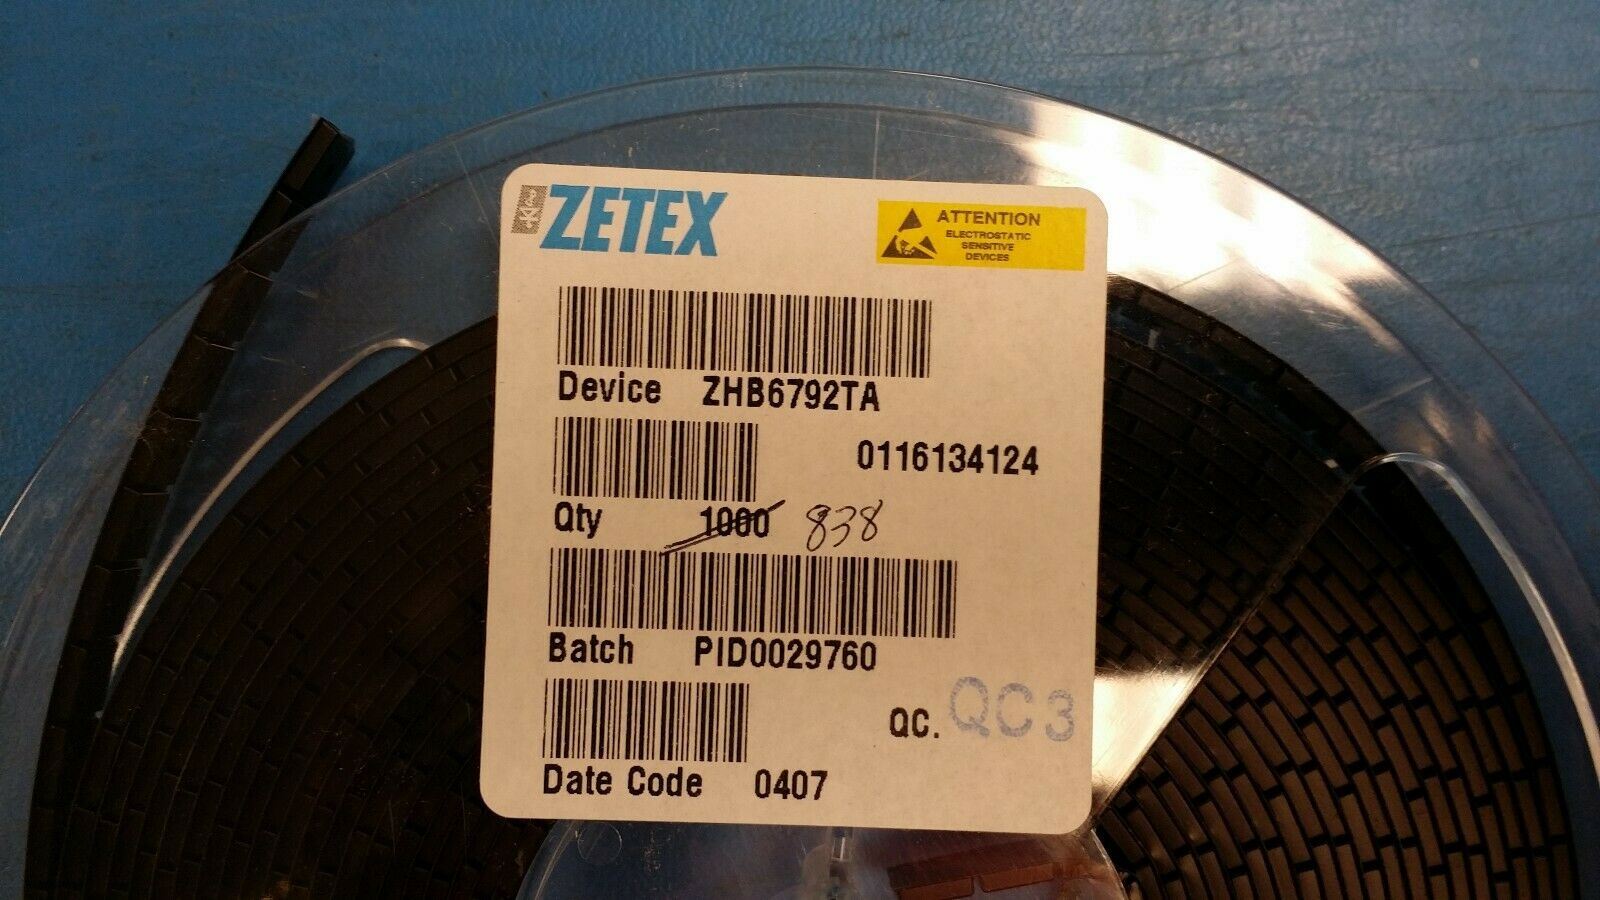 ZETEX
ATTENTION
ELECTROSTATIC
SENSITIVE
DEVICES
Device ZHB6792TA
0116134124
Qty 1000 838
Batch PID0029760
QC. QC3
Date Code 0407